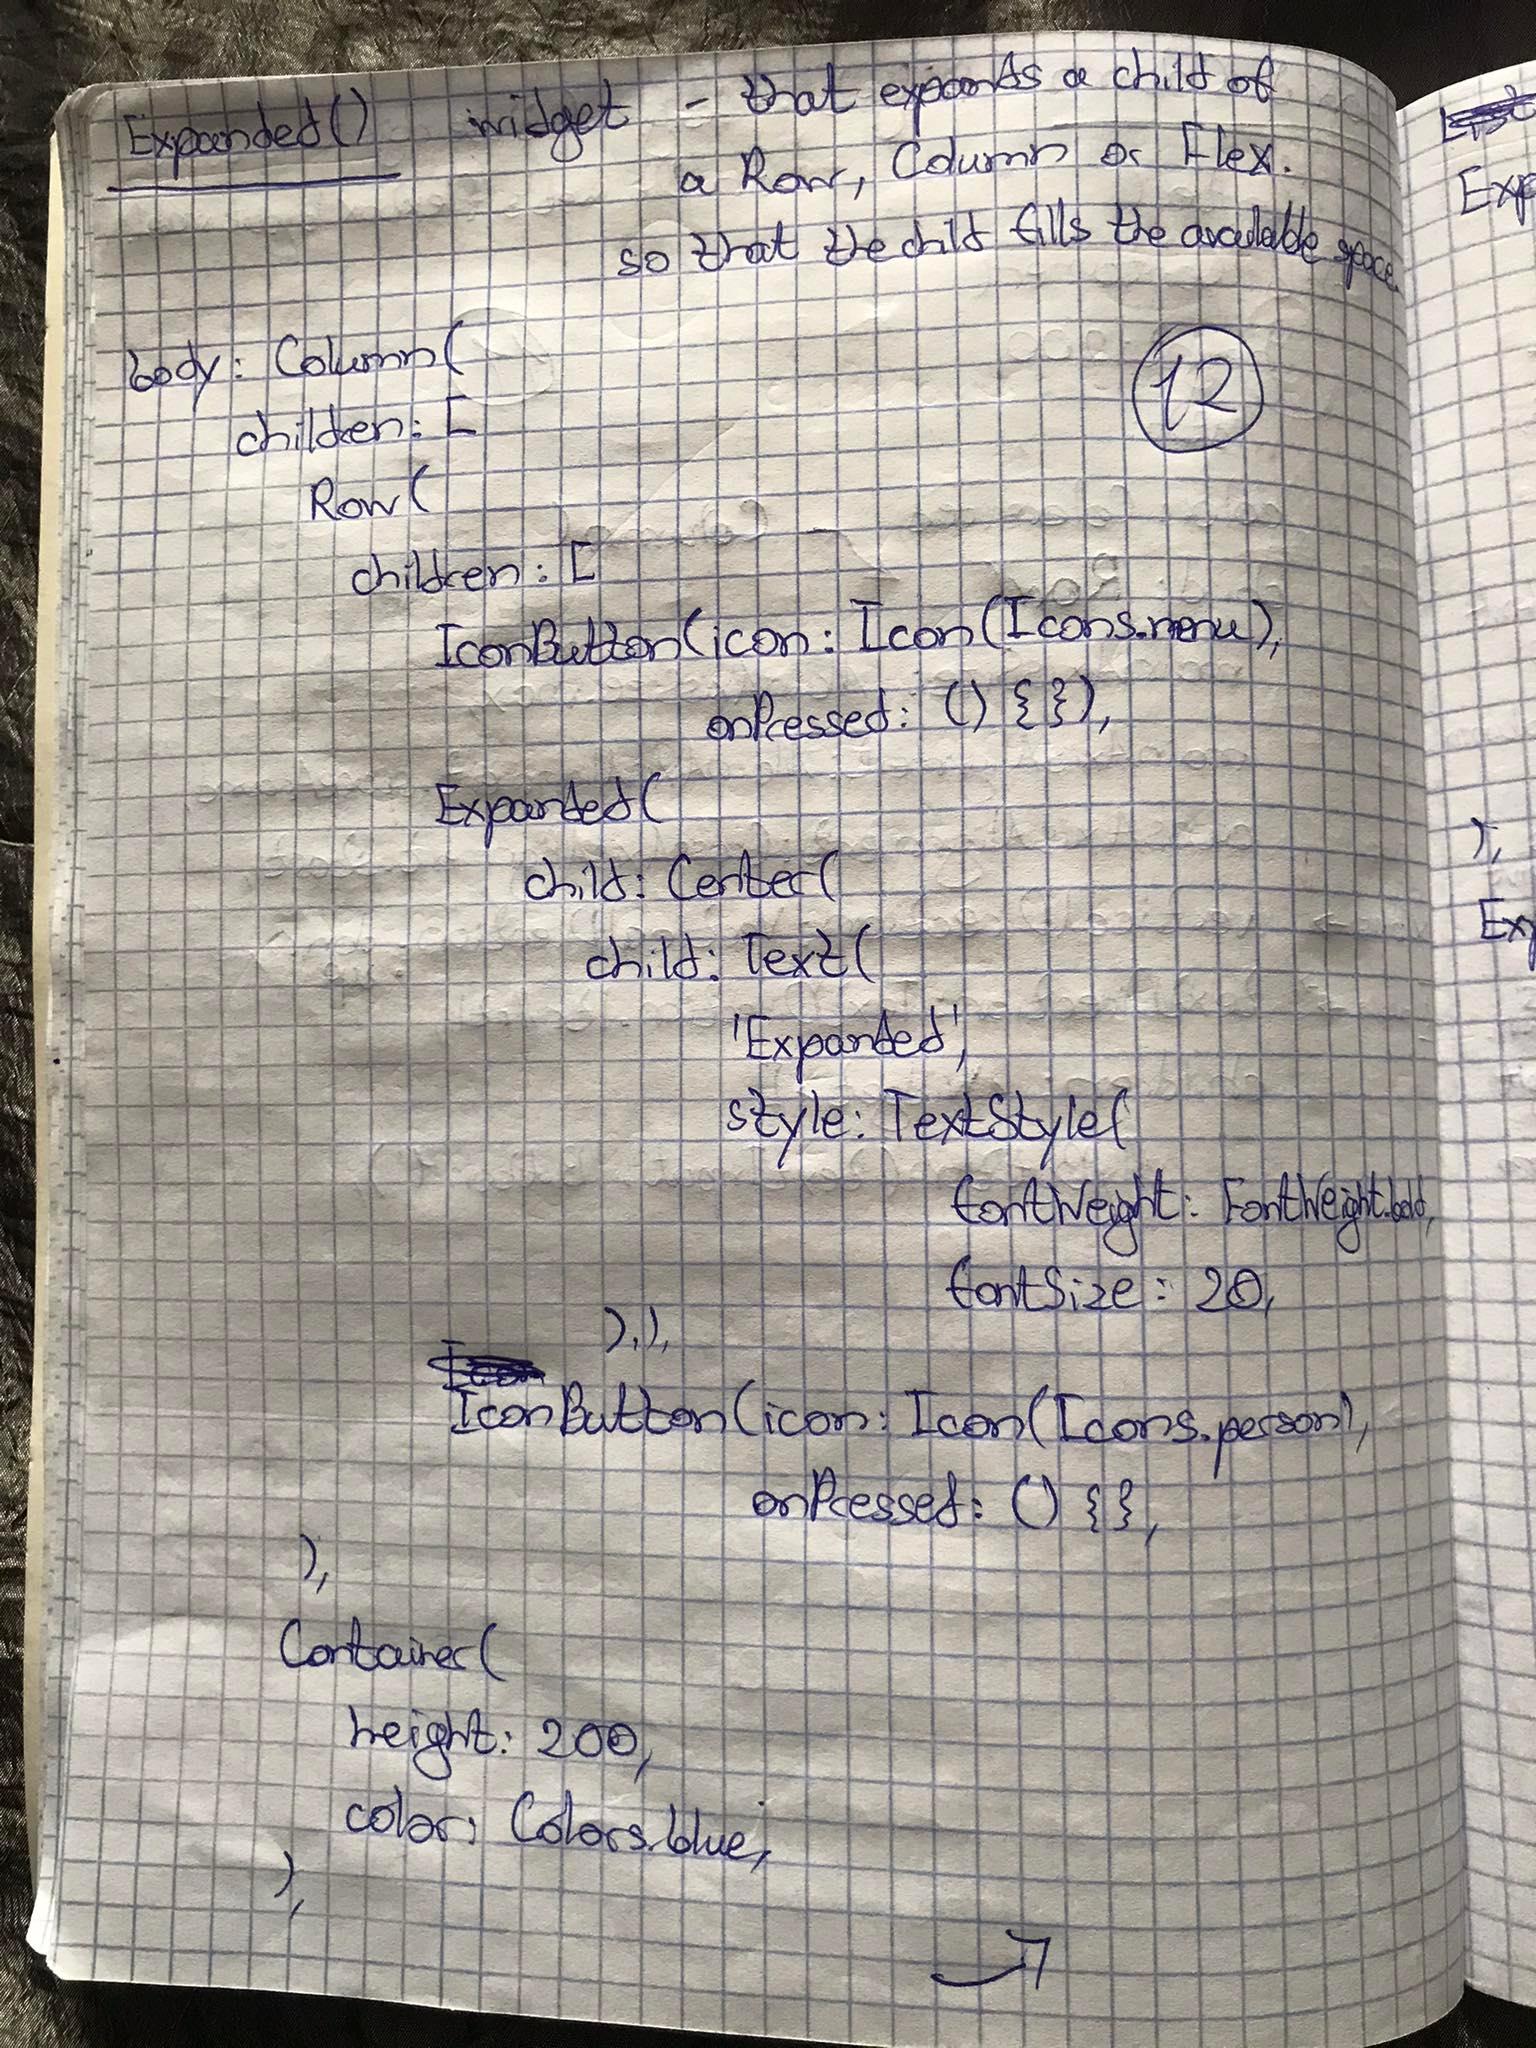 Expanded() widget - that expands a child of
a Row, Column or Flex.
so that the child fills the available space.
12
body: Column(
children: [
Row(
children: [
IconButton(icon: Icon(Icons.menu),
onPressed: () {}),
Expanded(
child: Center(
child: Text(
'Expanded',
style: TextStyle(
fontWeight: FontWeight.bold,
fontSize: 20,
),),
IconButton(icon: Icon(Icons.person),
onPressed: () {},
),
Container(
height: 200,
color: Colors.blue,
),
),